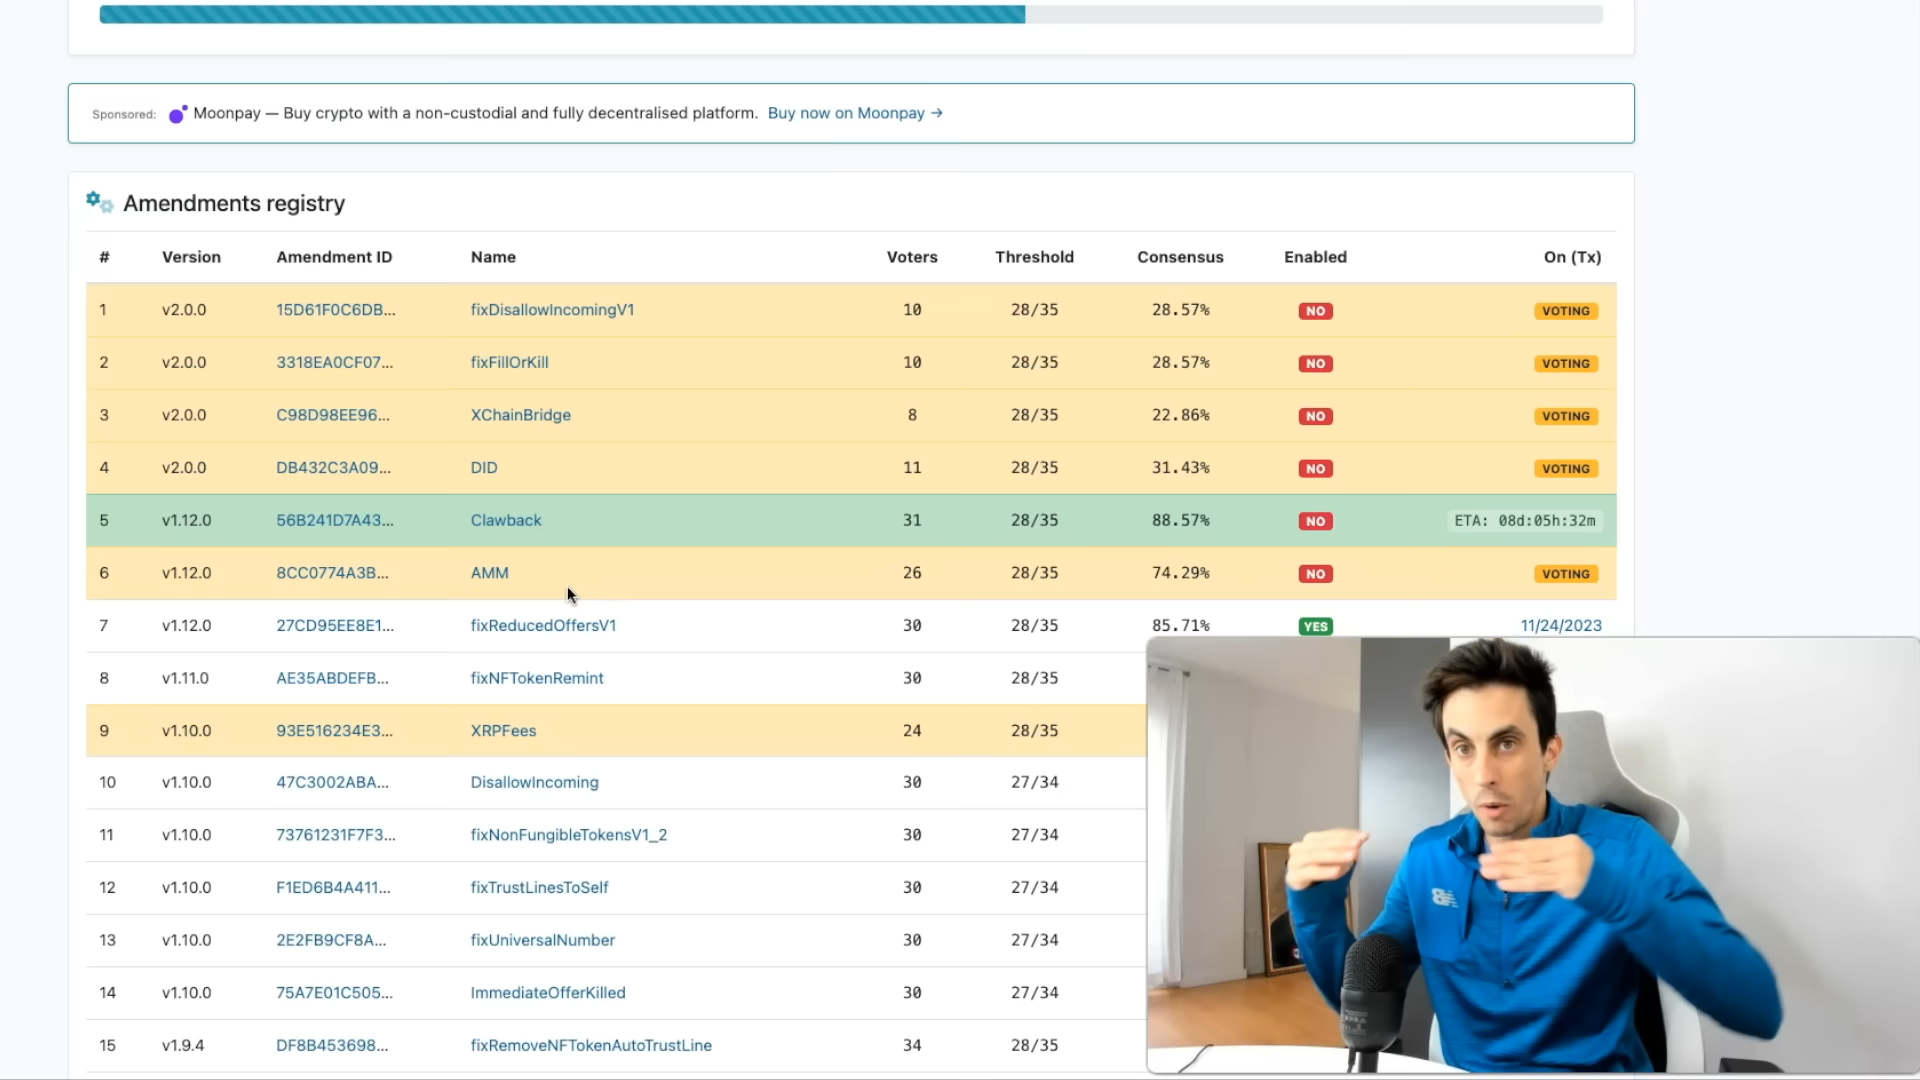 Sponsored: Moonpay — Buy crypto with a non-custodial and fully decentralised platform. Buy now on Moonpay →
Amendments registry
# Version Amendment ID Name Voters Threshold Consensus Enabled On (Tx)
1 v2.0.0 15D61F0C6DB... fixDisallowIncomingV1 10 28/35 28.57% NO VOTING
2 v2.0.0 3318EA0CF07... fixFillOrKill 10 28/35 28.57% NO VOTING
3 v2.0.0 C98D98EE96... XChainBridge 8 28/35 22.86% NO VOTING
4 v2.0.0 DB432C3A09... DID 11 28/35 31.43% NO VOTING
5 v1.12.0 56B241D7A43... Clawback 31 28/35 88.57% NO ETA: 08d:05h:32m
6 v1.12.0 8CC0774A3B... AMM 26 28/35 74.29% NO VOTING
7 v1.12.0 27CD95EE8E1... fixReducedOffersV1 30 28/35 85.71% YES 11/24/2023
8 v1.11.0 AE35ABDEFB... fixNFTokenRemint 30 28/35
9 v1.10.0 93E516234E3... XRPFees 24 28/35
10 v1.10.0 47C3002ABA... DisallowIncoming 30 27/34
11 v1.10.0 73761231F7F3... fixNonFungibleTokensV1_2 30 27/34
12 v1.10.0 F1ED6B4A411... fixTrustLinesToSelf 30 27/34
13 v1.10.0 2E2FB9CF8A... fixUniversalNumber 30 27/34
14 v1.10.0 75A7E01C505... ImmediateOfferKilled 30 27/34
15 v1.9.4 DF8B453698... fixRemoveNFTokenAutoTrustLine 34 28/35